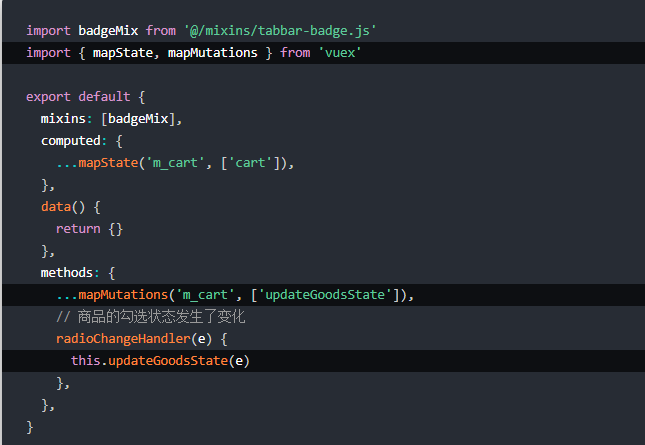 import badgeMix from '@/mixins/tabbar-badge.js'
import { mapState, mapMutations } from 'vuex'
export default {
mixins: [badgeMix],
computed: {
...mapState('m_cart', ['cart']),
},
data() {
return {}
},
methods: {
...mapMutations('m_cart', ['updateGoodsState']),
// 商品的勾选状态发生了变化
radioChangeHandler(e) {
this.updateGoodsState(e)
},
},
}